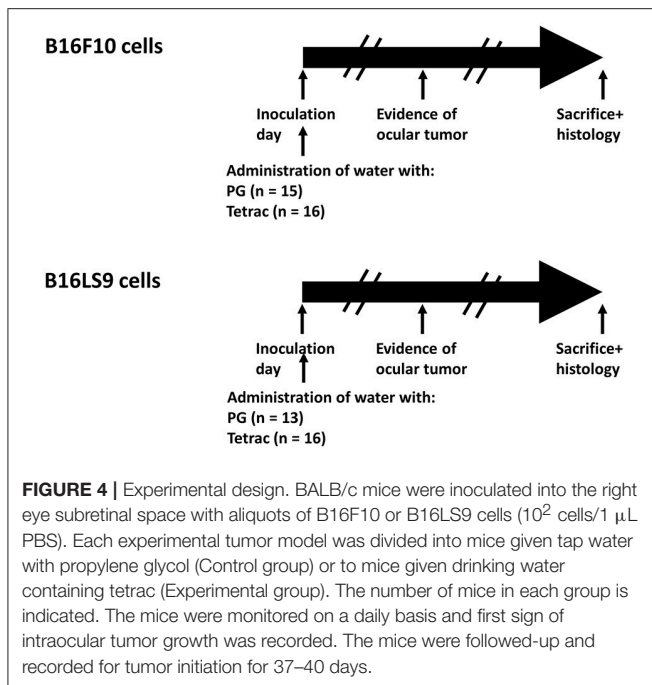 B16F10 cells
Inoculation day
Evidence of ocular tumor
Sacrifice+ histology
Administration of water with:
PG (n = 15)
Tetrac (n = 16)
B16LS9 cells
Inoculation day
Evidence of ocular tumor
Sacrifice+ histology
Administration of water with:
PG (n = 13)
Tetrac (n = 16)
FIGURE 4 | Experimental design. BALB/c mice were inoculated into the right
eye subretinal space with aliquots of B16F10 or B16LS9 cells (10² cells/1 μL
PBS). Each experimental tumor model was divided into mice given tap water
with propylene glycol (Control group) or to mice given drinking water
containing tetrac (Experimental group). The number of mice in each group is
indicated. The mice were monitored on a daily basis and first sign of
intraocular tumor growth was recorded. The mice were followed-up and
recorded for tumor initiation for 37–40 days.